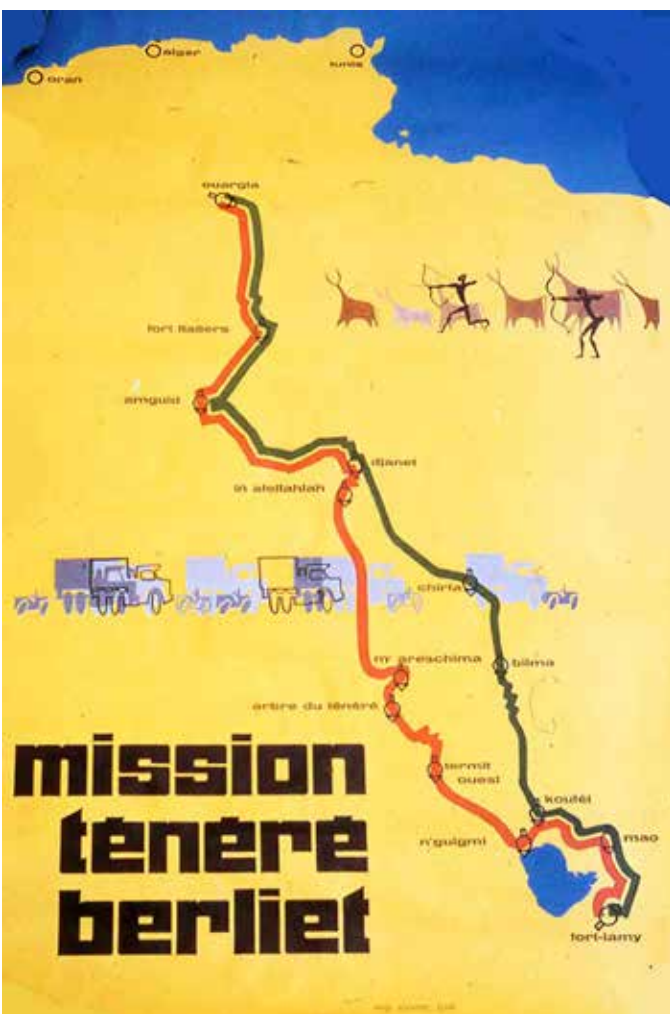 alger
tunis
oran
ouargla
fort flatters
amguid
djanet
in afellahlah
chirfa
m' areschima
bilma
arbre du ténéré
termit
ouest
kouféï
n'guigmi
mao
fort-lamy
mission
ténéré
berliet